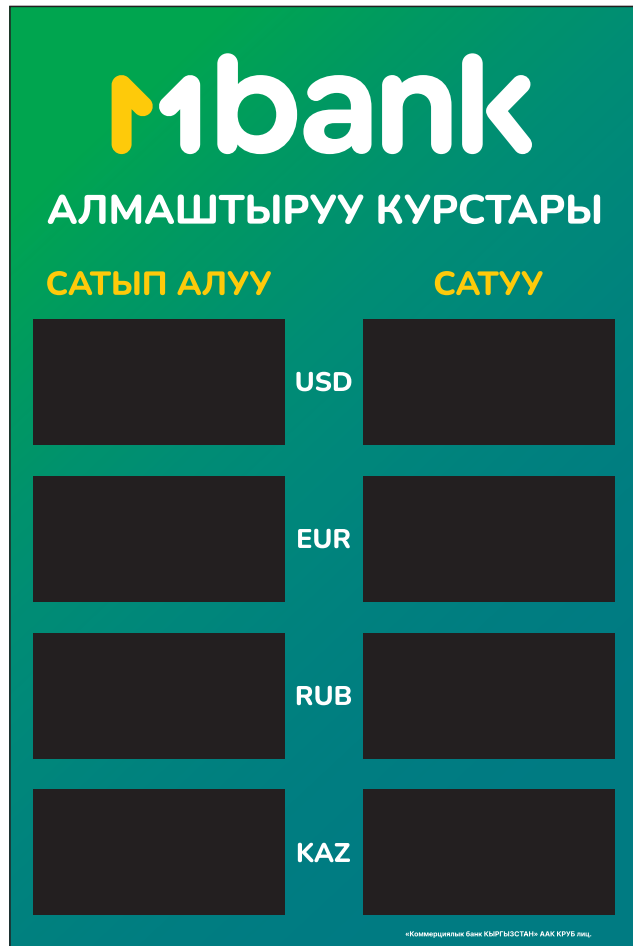 Mbank
АЛМАШТЫРУУ КУРСТАРЫ
САТЫП АЛУУ САТУУ
USD
EUR
RUB
KAZ
«Коммерциялык банк КЫРГЫЗСТАН» ААК КРУБ лиц.